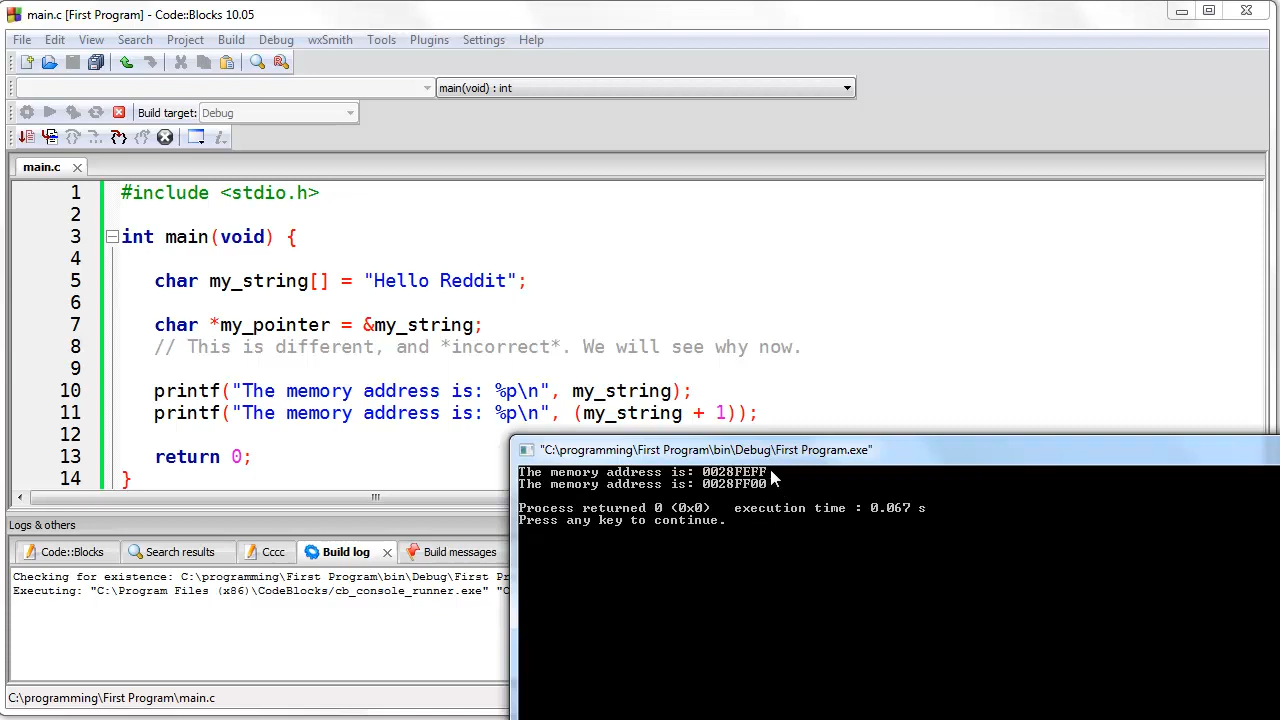 main.c [First Program] - Code::Blocks 10.05
File Edit View Search Project Build Debug wxSmith Tools Plugins Settings Help
main(void) : int
Build target: Debug
main.c
1 #include <stdio.h>
2
3 int main(void) {
4
5 char my_string[] = "Hello Reddit";
6
7 char *my_pointer = &my_string;
8 // This is different, and *incorrect*. We will see why now.
9
10 printf("The memory address is: %p\n", my_string);
11 printf("The memory address is: %p\n", (my_string + 1));
12
13 return 0;
14 }
"C:\programming\First Program\bin\Debug\First Program.exe"
The memory address is: 0028FEFF
The memory address is: 0028FF00
Process returned 0 (0x0) execution time : 0.067 s
Press any key to continue.
Logs & others
Code::Blocks Search results Cccc Build log Build messages
Checking for existence: C:\programming\First Program\bin\Debug\First Pr
Executing: "C:\Program Files (x86)\CodeBlocks/cb_console_runner.exe" "C
C:\programming\First Program\main.c